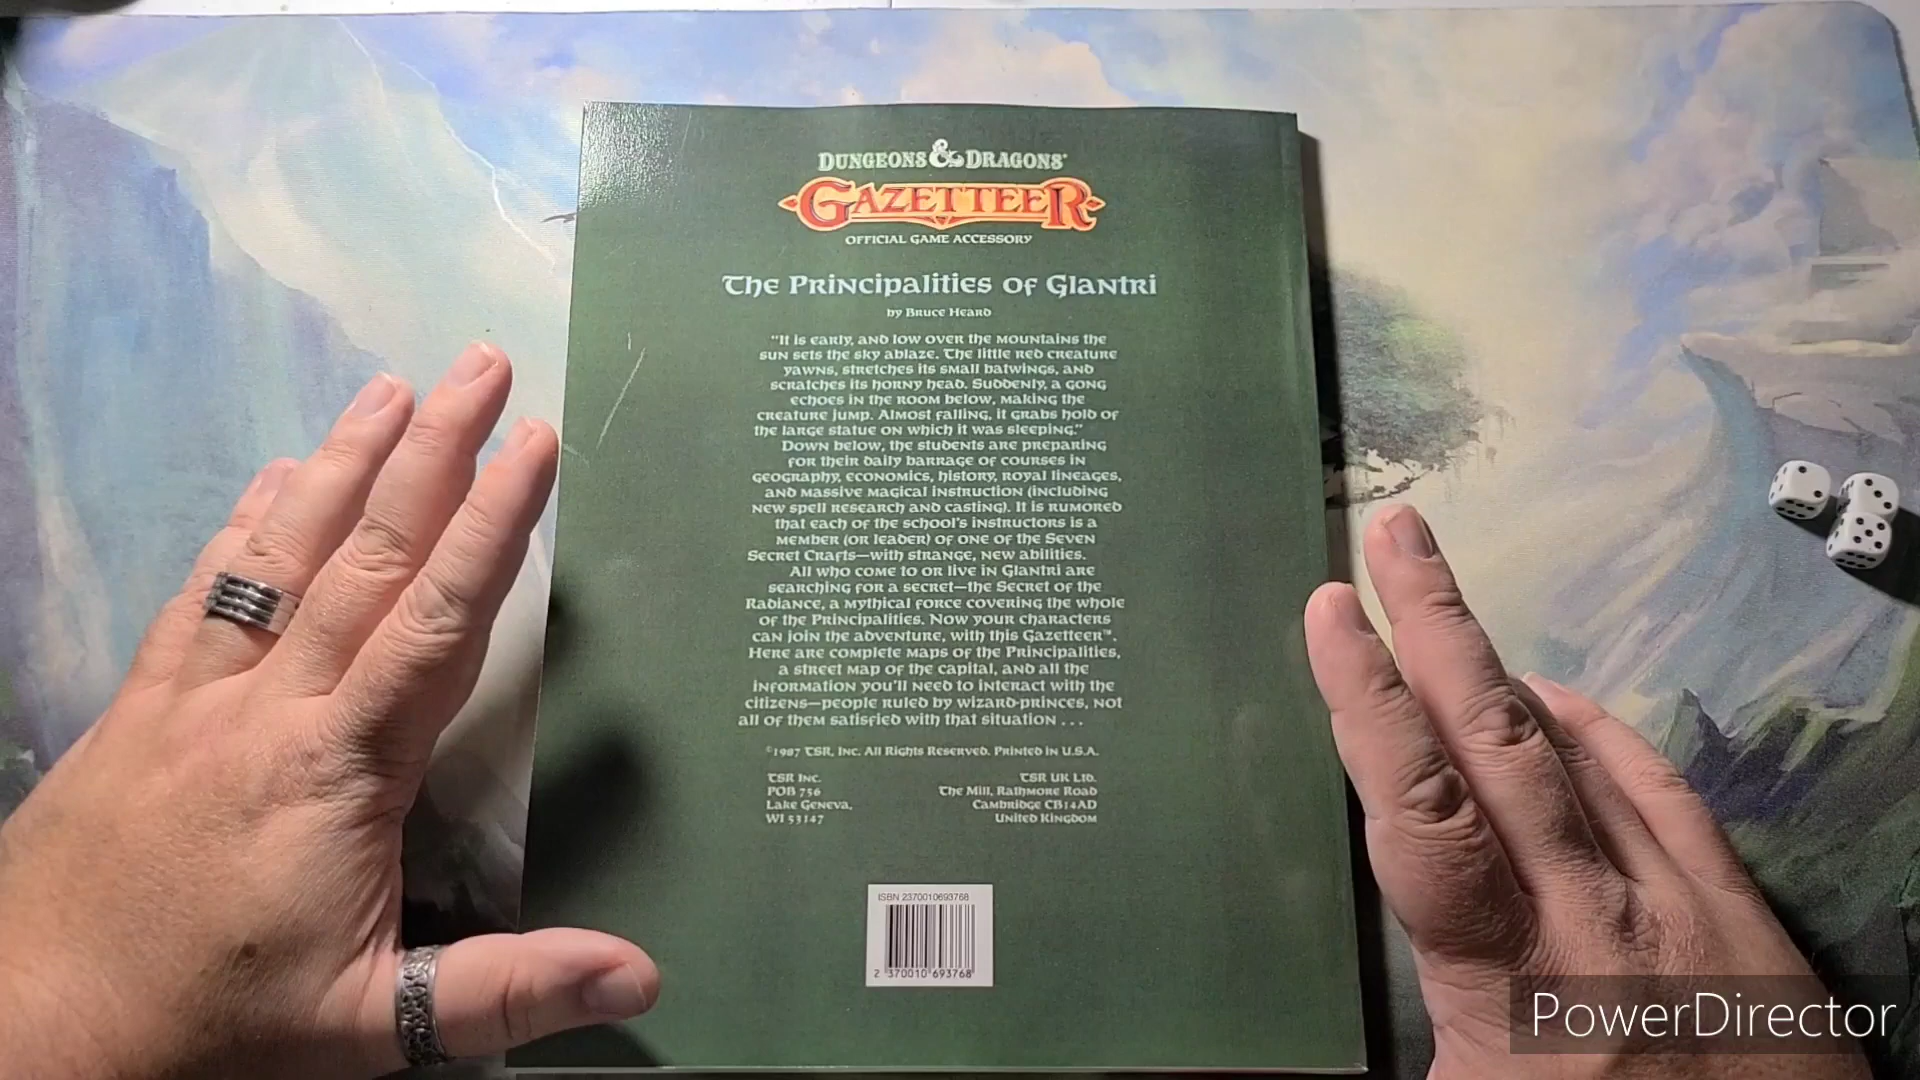 DUNGEONS & DRAGONS®
GAZETTEER
OFFICIAL GAME ACCESSORY
The Principalities of Glantri
by Bruce Heard
"It is early, and low over the mountains the
sun sets the sky ablaze. The little red creature
yawns, stretches its small batwings, and
scratches its horny head. Suddenly, a gong
echoes in the room below, making the
creature jump. Almost falling, it grabs hold of
the large statue on which it was sleeping."
Down below, the students are preparing
for their daily barrage of courses in
geography, economics, history, royal lineages,
and massive magical instruction (including
new spell research and casting). It is rumored
that each of the school's instructors is a
member (or leader) of one of the Seven
Secret Crafts—with strange, new abilities.
All who come to or live in Glantri are
searching for a secret—the Secret of the
Radiance, a mythical force covering the whole
of the Principalities. Now your characters
can join the adventure, with this Gazetteer™.
Here are complete maps of the Principalities,
a street map of the capital, and all the
information you'll need to interact with the
citizens—people ruled by wizard-princes, not
all of them satisfied with that situation . . .
©1987 TSR, Inc. All Rights Reserved. Printed in U.S.A.
TSR Inc.
POB 756
Lake Geneva,
WI 53147
TSR UK Ltd.
The Mill, Rathmore Road
Cambridge CB14AD
United Kingdom
ISBN 2370010693768
2 370010 693768
PowerDirector